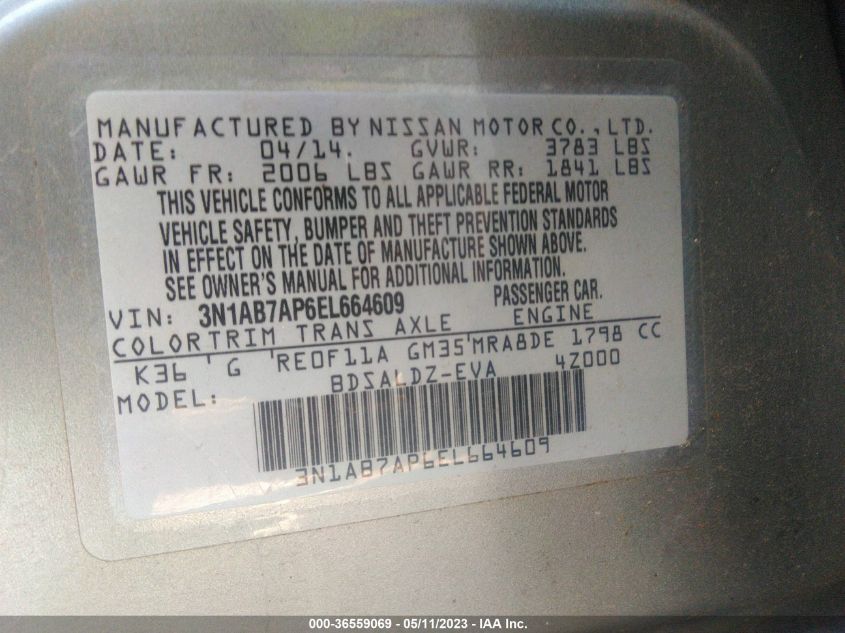 MANUFACTURED BY NISSAN MOTOR CO., LTD.
DATE: 04/14. GVWR: 3783 LBS
GAWR FR: 2006 LBS GAWR RR: 1841 LBS
THIS VEHICLE CONFORMS TO ALL APPLICABLE FEDERAL MOTOR
VEHICLE SAFETY, BUMPER AND THEFT PREVENTION STANDARDS
IN EFFECT ON THE DATE OF MANUFACTURE SHOWN ABOVE.
SEE OWNER'S MANUAL FOR ADDITIONAL INFORMATION.
VIN: 3N1AB7AP6EL664609 PASSENGER CAR.
COLOR TRIM TRANS AXLE ENGINE
K36 ' G 'RE0F11A GM35'MRA8DE 1798 CC
MODEL: BDSALDZ-EVA 4Z000
3N1AB7AP6EL664609
000-36559069 - 05/11/2023 - IAA Inc.